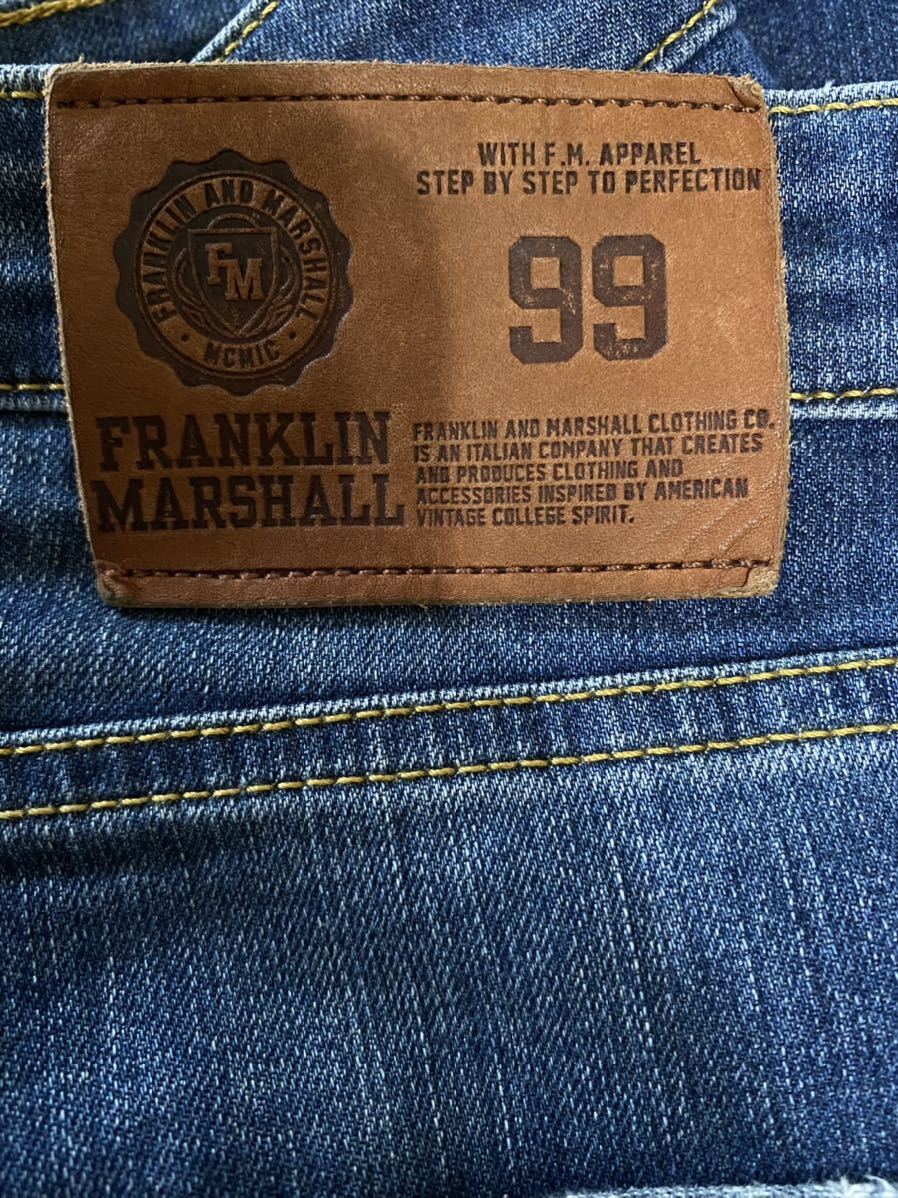 FRANKLIN AND MARSHALL
FM
• MCMIC •
FRANKLIN
MARSHALL
WITH F.M. APPAREL
STEP BY STEP TO PERFECTION
99
FRANKLIN AND MARSHALL CLOTHING CO.
IS AN ITALIAN COMPANY THAT CREATES
AND PRODUCES CLOTHING AND
ACCESSORIES INSPIRED BY AMERICAN
VINTAGE COLLEGE SPIRIT.